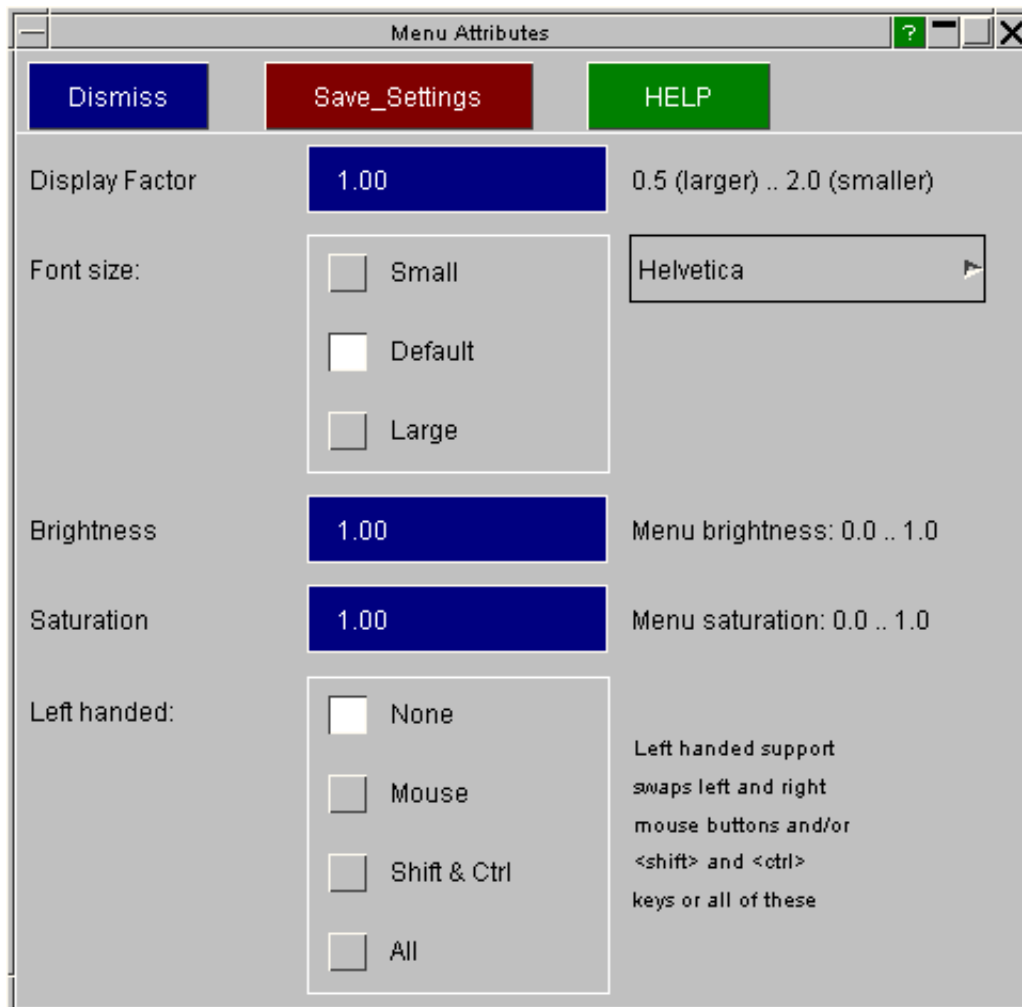 Menu Attributes ?
Dismiss Save_Settings HELP
Display Factor 1.00 0.5 (larger) .. 2.0 (smaller)
Font size: Small Helvetica
Default
Large
Brightness 1.00 Menu brightness: 0.0 .. 1.0
Saturation 1.00 Menu saturation: 0.0 .. 1.0
Left handed: None
Mouse
Shift & Ctrl
All
Left handed support
swaps left and right
mouse buttons and/or
<shift> and <ctrl>
keys or all of these